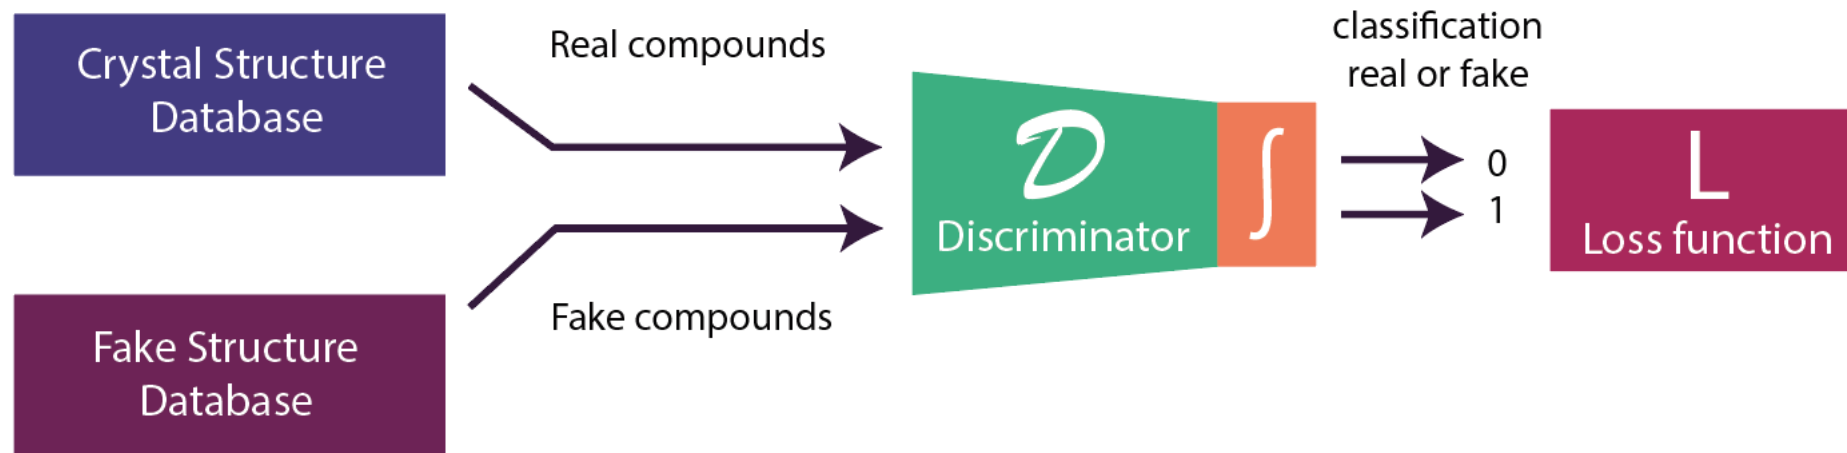 Crystal Structure
Database
Real compounds
Fake Structure
Database
Fake compounds
D
Discriminator
∫
classification
real or fake
0
1
L
Loss function